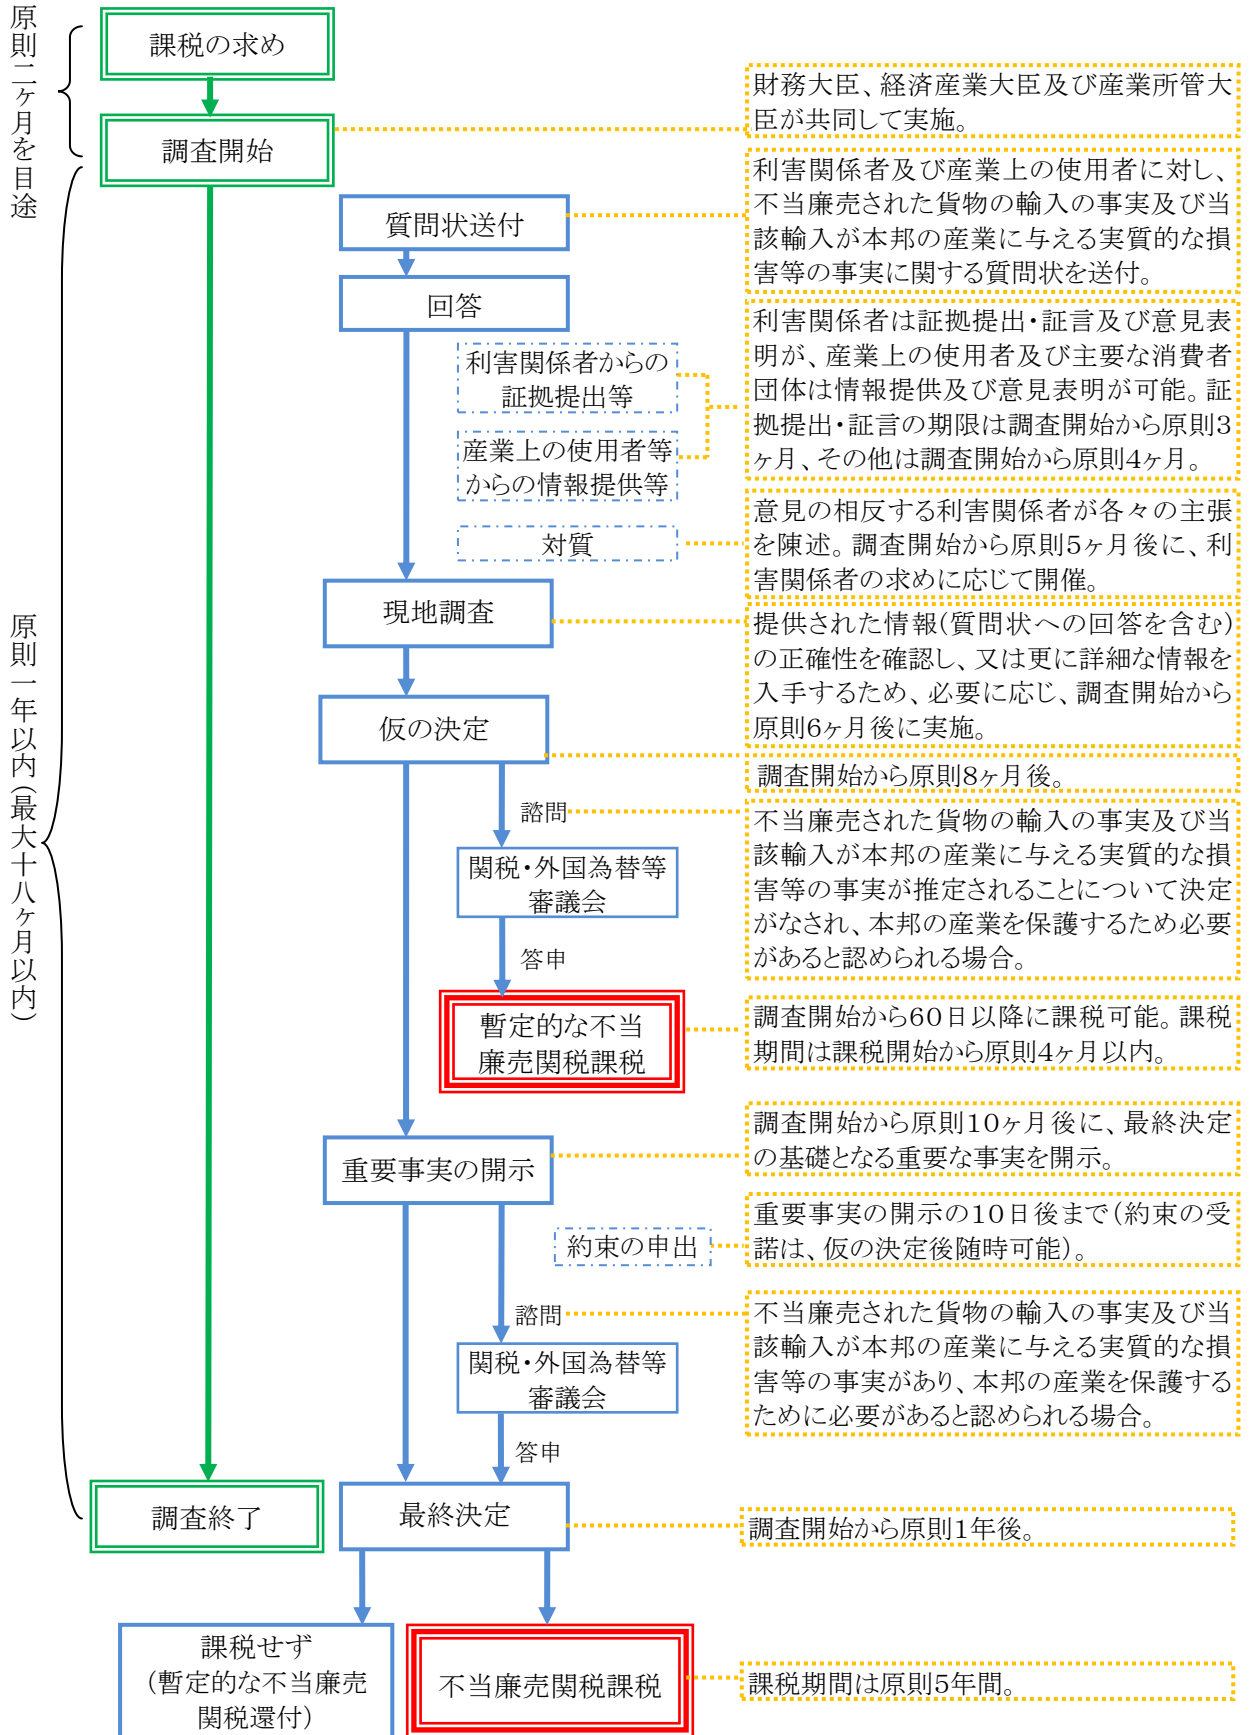 原則二ヶ月を目途
課税の求め
調査開始
財務大臣、経済産業大臣及び産業所管大
臣が共同して実施。
原則一年以内（最大十八ヶ月以内）
質問状送付
利害関係者及び産業上の使用者に対し、
不当廉売された貨物の輸入の事実及び当
該輸入が本邦の産業に与える実質的な損
害等の事実に関する質問状を送付。
回答
利害関係者からの
証拠提出等
産業上の使用者等
からの情報提供等
利害関係者は証拠提出・証言及び意見表
明が、産業上の使用者及び主要な消費者
団体は情報提供及び意見表明が可能。証
拠提出・証言の期限は調査開始から原則3
ヶ月、その他は調査開始から原則4ヶ月。
対質
意見の相反する利害関係者が各々の主張
を陳述。調査開始から原則5ヶ月後に、利
害関係者の求めに応じて開催。
現地調査
提供された情報（質問状への回答を含む）
の正確性を確認し、又は更に詳細な情報を
入手するため、必要に応じ、調査開始から
原則6ヶ月後に実施。
仮の決定
調査開始から原則8ヶ月後。
諮問
不当廉売された貨物の輸入の事実及び当
該輸入が本邦の産業に与える実質的な損
害等の事実が推定されることについて決定
がなされ、本邦の産業を保護するため必要
があると認められる場合。
関税・外国為替等
審議会
答申
暫定的な不当
廉売関税課税
調査開始から60日以降に課税可能。課税
期間は課税開始から原則4ヶ月以内。
重要事実の開示
調査開始から原則10ヶ月後に、最終決定
の基礎となる重要な事実を開示。
約束の申出
重要事実の開示の10日後まで（約束の受
諾は、仮の決定後随時可能）。
諮問
不当廉売された貨物の輸入の事実及び当
該輸入が本邦の産業に与える実質的な損
害等の事実があり、本邦の産業を保護する
ために必要があると認められる場合。
関税・外国為替等
審議会
答申
調査終了
最終決定
調査開始から原則1年後。
課税せず
（暫定的な不当廉売
関税還付）
不当廉売関税課税
課税期間は原則5年間。